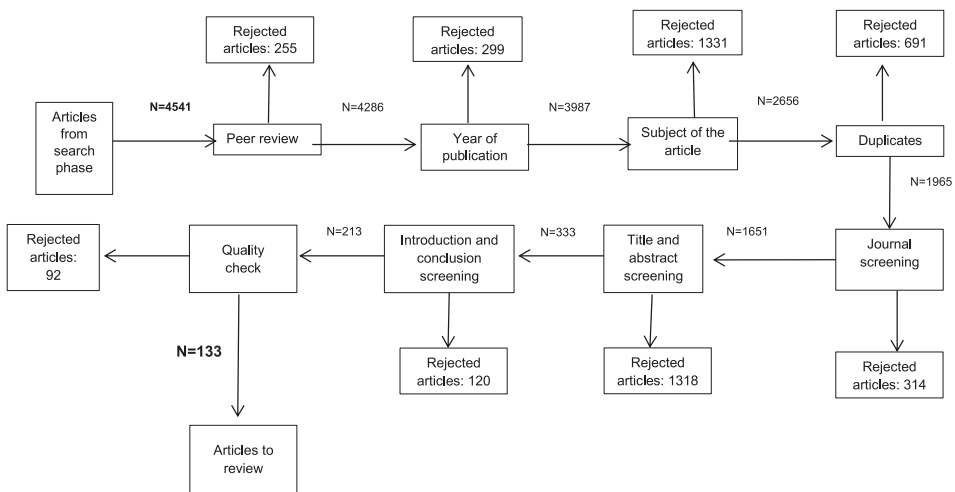 Rejected
articles: 255
Rejected
articles: 299
Rejected
articles: 1331
Rejected
articles: 691
N=4541
N=4286
N=3987
N=2656
Articles
from
search
phase
Peer review
Year of
publication
Subject of the
article
Duplicates
N=1965
Rejected
articles:
92
Quality
check
N=213
Introduction and
conclusion
screening
N=333
Title and
abstract
screening
N=1651
Journal
screening
N=133
Rejected
articles: 120
Rejected
articles: 1318
Rejected
articles: 314
Articles to
review